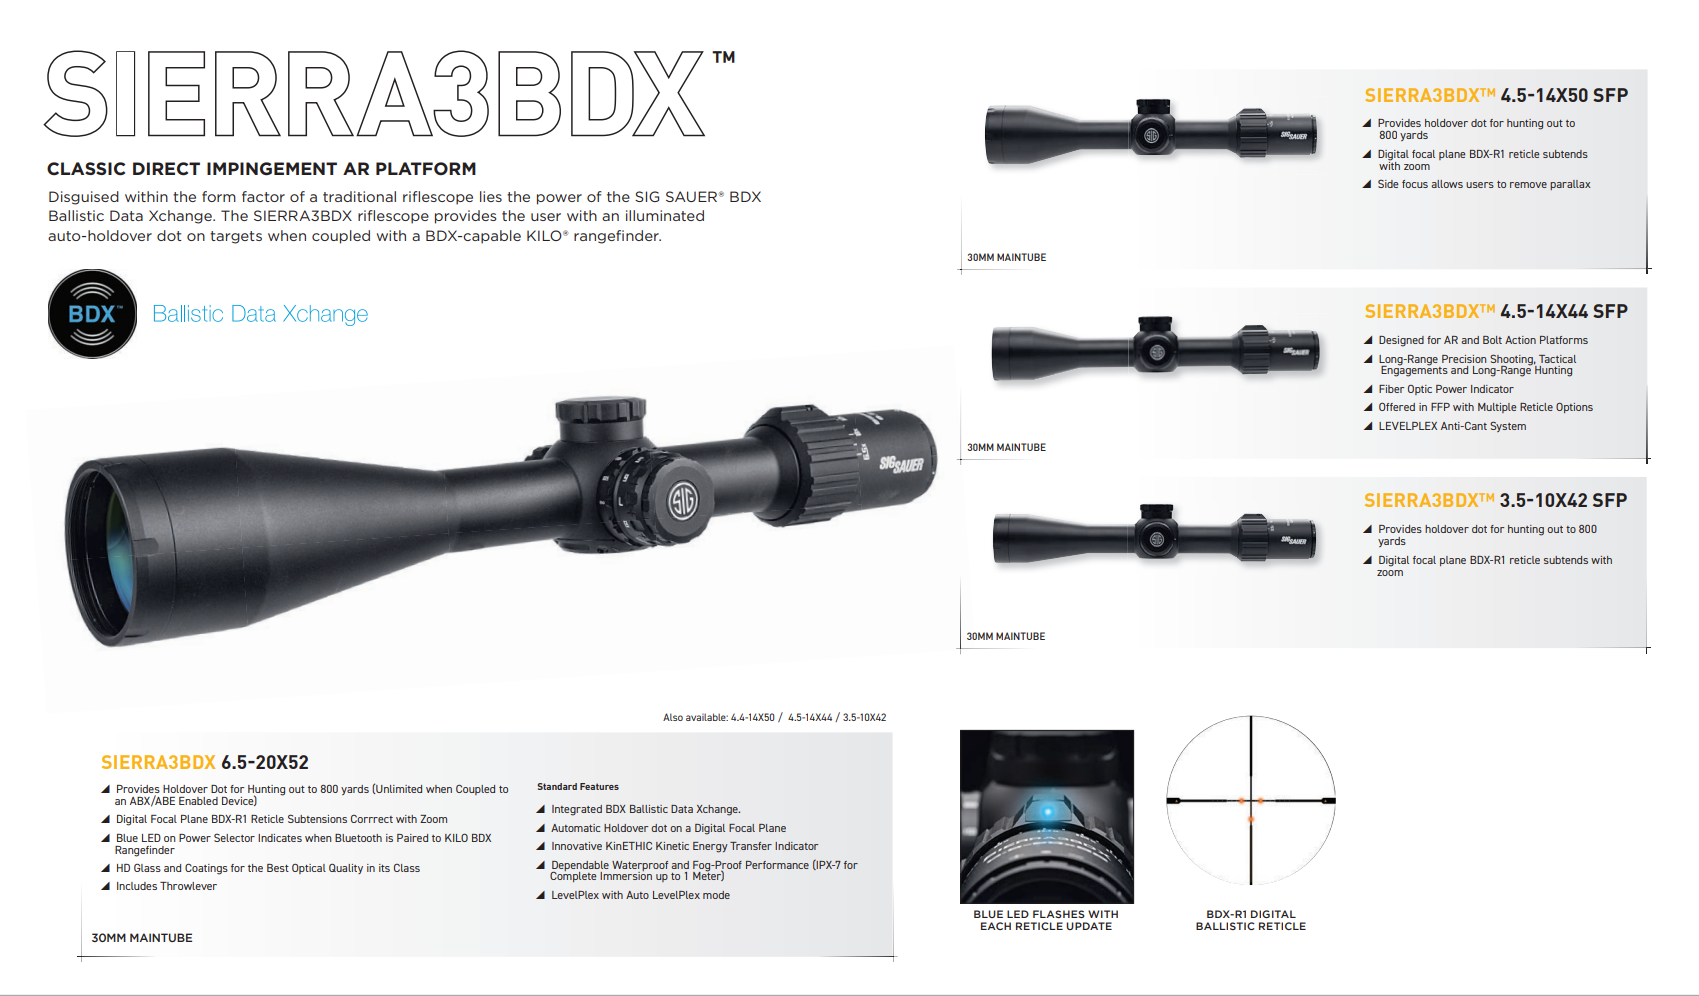 SIERRA3BDX™
CLASSIC DIRECT IMPINGEMENT AR PLATFORM
Disguised within the form factor of a traditional riflescope lies the power of the SIG SAUER® BDX
Ballistic Data Xchange. The SIERRA3BDX riflescope provides the user with an illuminated
auto-holdover dot on targets when coupled with a BDX-capable KILO® rangefinder.
BDX™
Ballistic Data Xchange
SIG
SIG SAUER
Also available: 4.4-14X50 / 4.5-14X44 / 3.5-10X42
SIERRA3BDX 6.5-20X52
Provides Holdover Dot for Hunting out to 800 yards (Unlimited when Coupled to
an ABX/ABE Enabled Device)
Digital Focal Plane BDX-R1 Reticle Subtensions Corrrect with Zoom
Blue LED on Power Selector Indicates when Bluetooth is Paired to KILO BDX
Rangefinder
HD Glass and Coatings for the Best Optical Quality in its Class
Includes Throwlever
30MM MAINTUBE
Standard Features
Integrated BDX Ballistic Data Xchange.
Automatic Holdover dot on a Digital Focal Plane
Innovative KinETHIC Kinetic Energy Transfer Indicator
Dependable Waterproof and Fog-Proof Performance (IPX-7 for
Complete Immersion up to 1 Meter)
LevelPlex with Auto LevelPlex mode
SIG SAUER
SIERRA3BDX™ 4.5-14X50 SFP
Provides holdover dot for hunting out to
800 yards
Digital focal plane BDX-R1 reticle subtends
with zoom
Side focus allows users to remove parallax
30MM MAINTUBE
SIG SAUER
SIERRA3BDX™ 4.5-14X44 SFP
Designed for AR and Bolt Action Platforms
Long-Range Precision Shooting, Tactical
Engagements and Long-Range Hunting
Fiber Optic Power Indicator
Offered in FFP with Multiple Reticle Options
LEVELPLEX Anti-Cant System
30MM MAINTUBE
SIG SAUER
SIERRA3BDX™ 3.5-10X42 SFP
Provides holdover dot for hunting out to 800
yards
Digital focal plane BDX-R1 reticle subtends with
zoom
30MM MAINTUBE
BLUE LED FLASHES WITH
EACH RETICLE UPDATE
BDX-R1 DIGITAL
BALLISTIC RETICLE